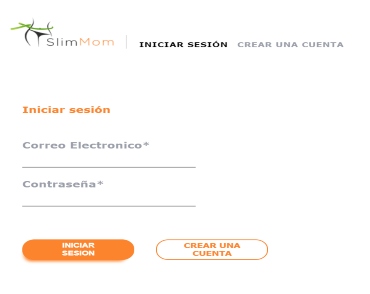 SlimMom
INICIAR SESIÓN CREAR UNA CUENTA
Iniciar sesión
Correo Electronico*
Contraseña*
INICIAR
SESION
CREAR UNA
CUENTA